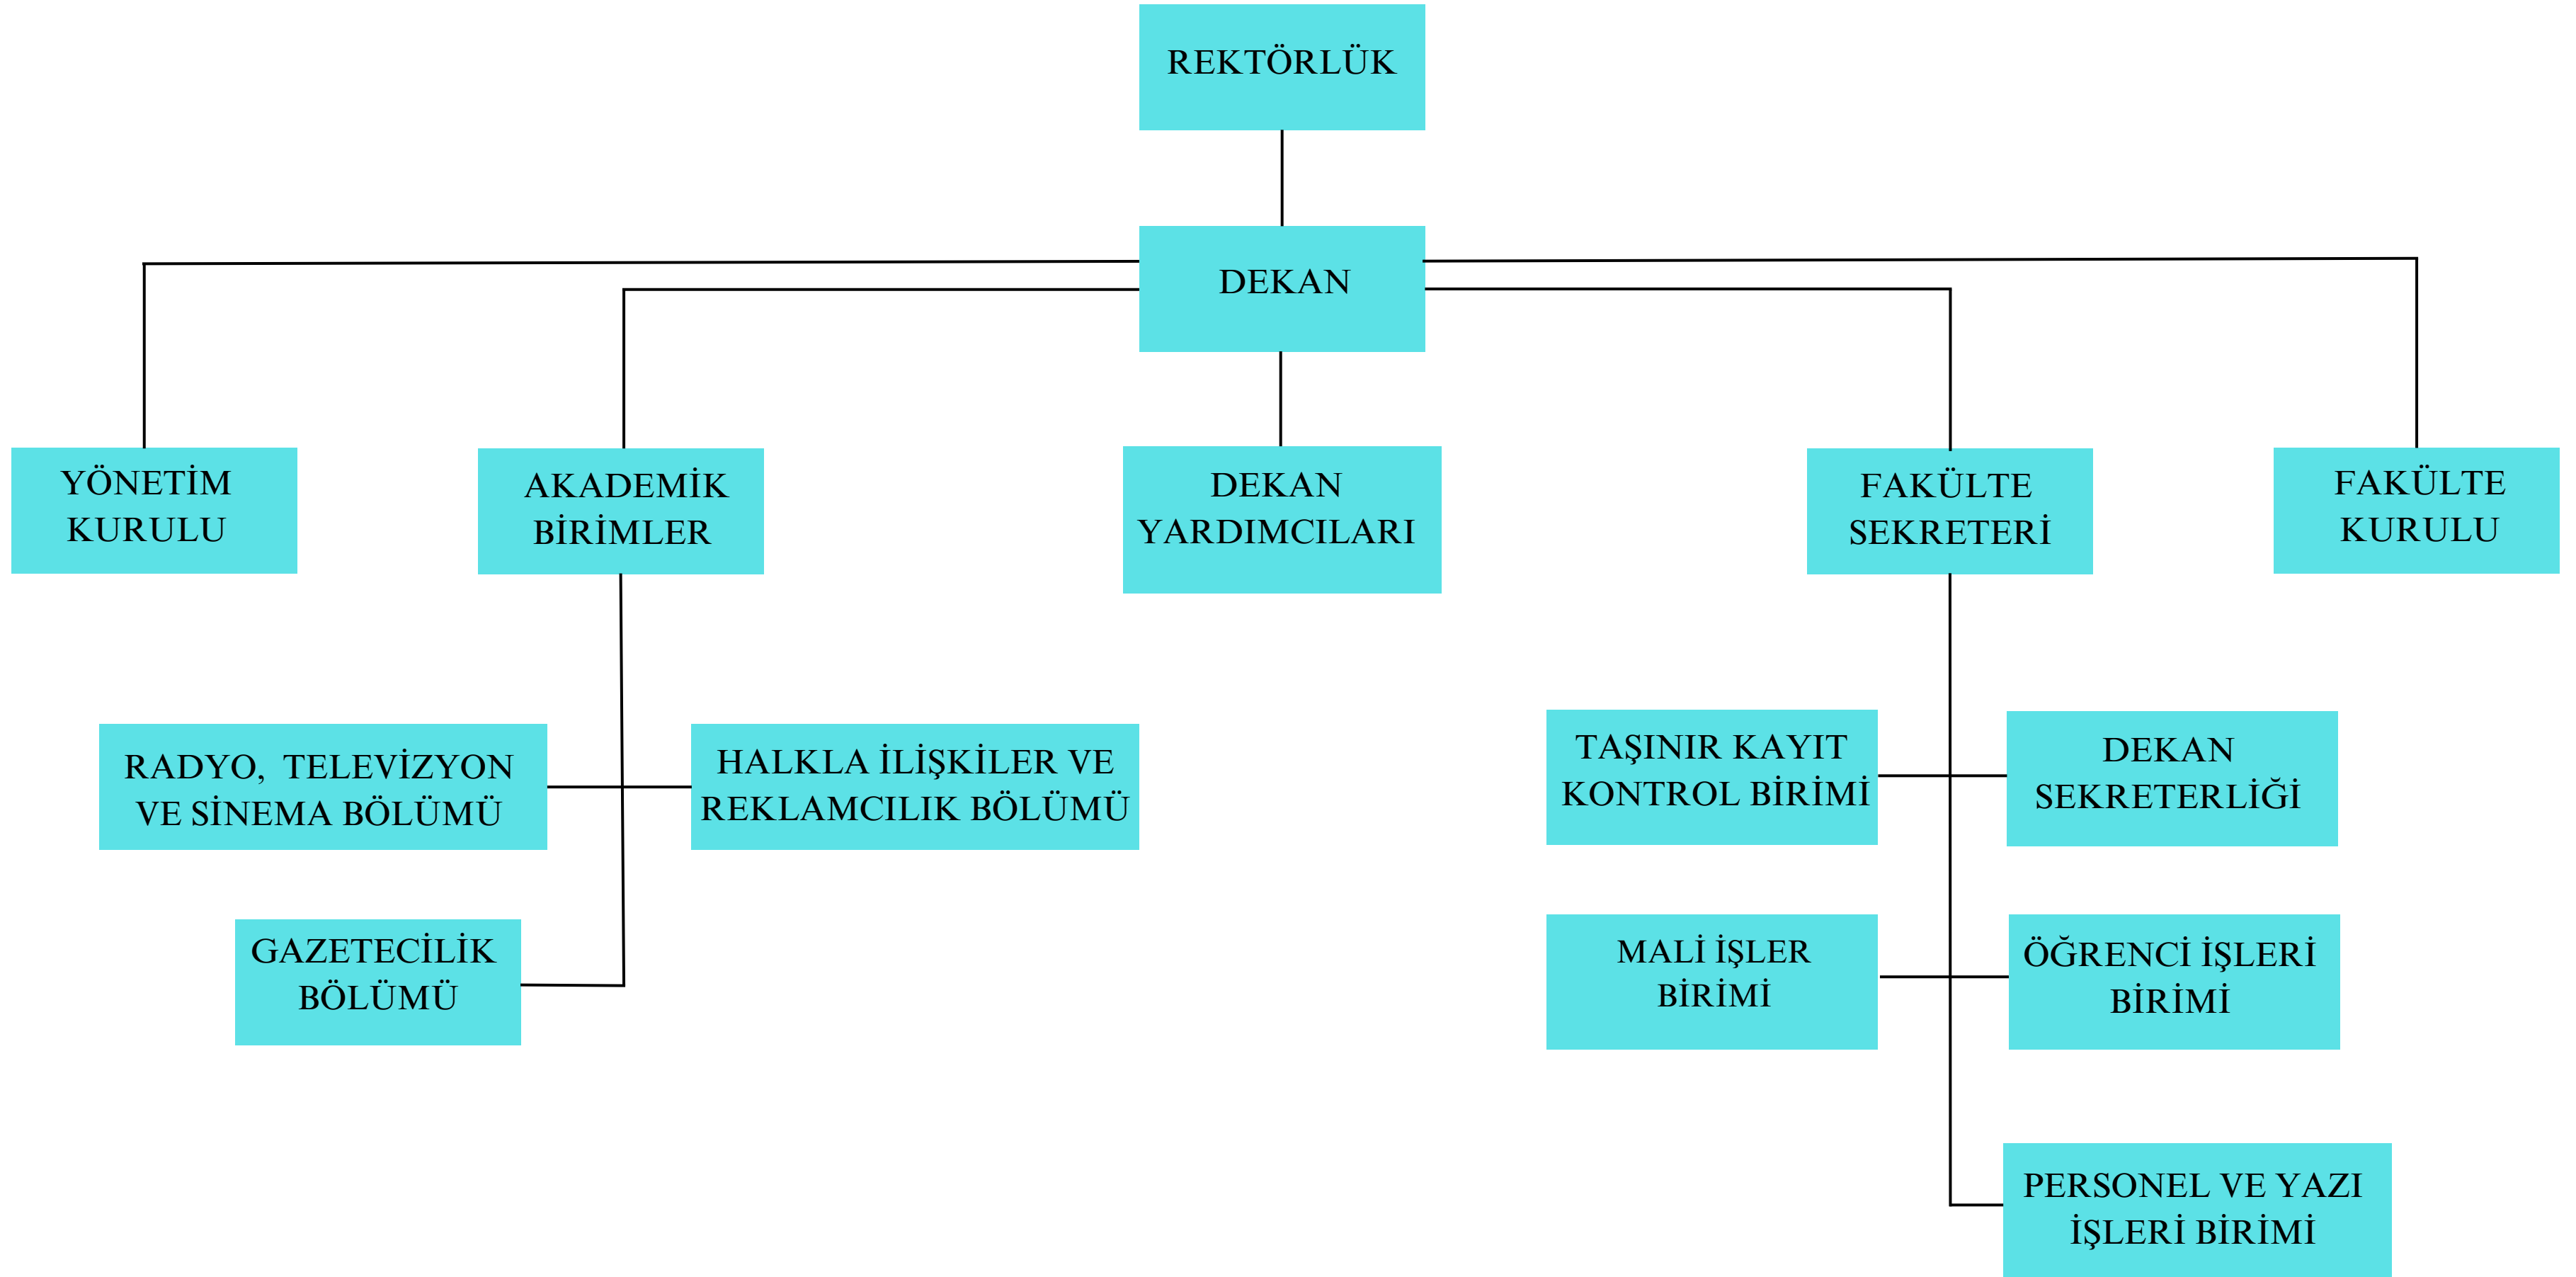 REKTÖRLÜK
DEKAN
YÖNETİM
KURULU
AKADEMİK
BİRİMLER
DEKAN
YARDIMCILARI
FAKÜLTE
SEKRETERİ
FAKÜLTE
KURULU
RADYO, TELEVİZYON
VE SİNEMA BÖLÜMÜ
HALKLA İLİŞKİLER VE
REKLAMCILIK BÖLÜMÜ
TAŞINIR KAYIT
KONTROL BİRİMİ
DEKAN
SEKRETERLİĞİ
GAZETECİLİK
BÖLÜMÜ
MALİ İŞLER
BİRİMİ
ÖĞRENCİ İŞLERİ
BİRİMİ
PERSONEL VE YAZI
İŞLERİ BİRİMİ